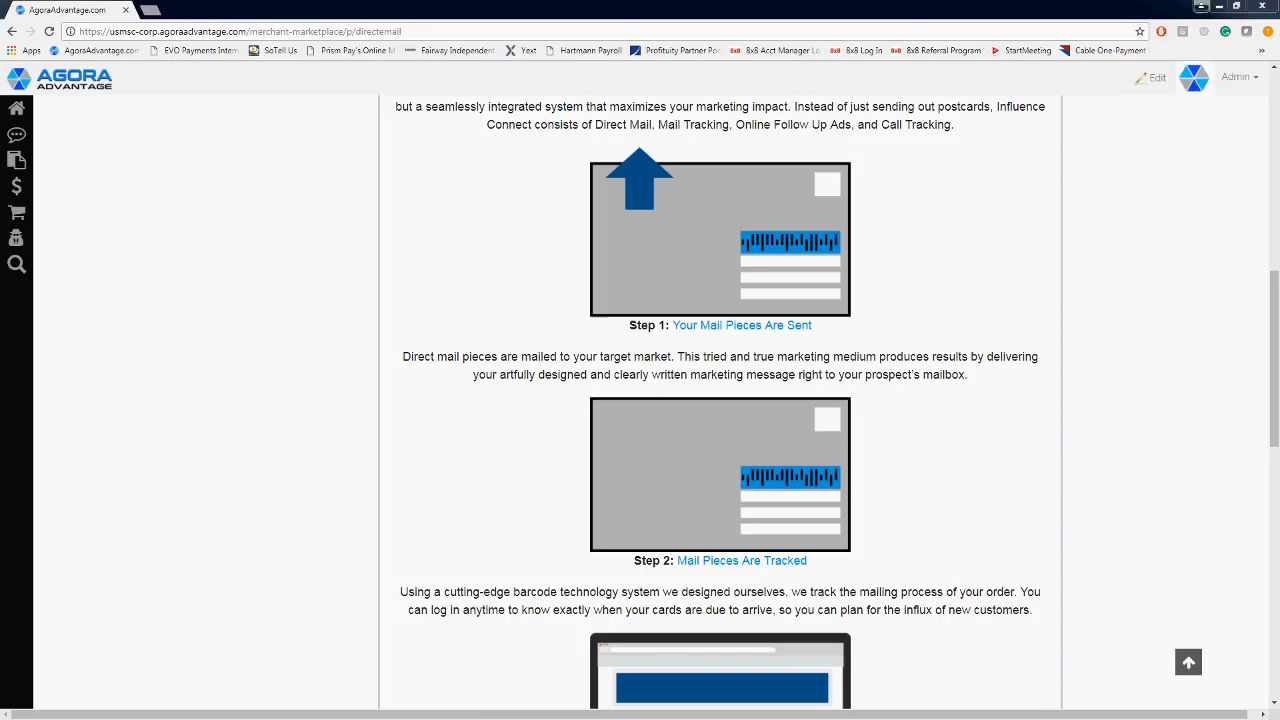 AgoraAdvantage.com
https://usmsc-corp.agoraadvantage.com/merchant-marketplace/p/directemail
Apps AgoraAdvantage.co EVO Payments Intern SoTell Us Prism Pay's Online M Fairway Independen Yext Hartmann Payroll Profituity Partner Por 8x8 8x8 Acct Manager Lo 8x8 8x8 Log In 8x8 8x8 Referral Program StartMeeting Cable One-Payment »
AGORA
ADVANTAGE
Edit Admin
but a seamlessly integrated system that maximizes your marketing impact. Instead of just sending out postcards, Influence
Connect consists of Direct Mail, Mail Tracking, Online Follow Up Ads, and Call Tracking.
Step 1: Your Mail Pieces Are Sent
Direct mail pieces are mailed to your target market. This tried and true marketing medium produces results by delivering
your artfully designed and clearly written marketing message right to your prospect's mailbox.
Step 2: Mail Pieces Are Tracked
Using a cutting-edge barcode technology system we designed ourselves, we track the mailing process of your order. You
can log in anytime to know exactly when your cards are due to arrive, so you can plan for the influx of new customers.